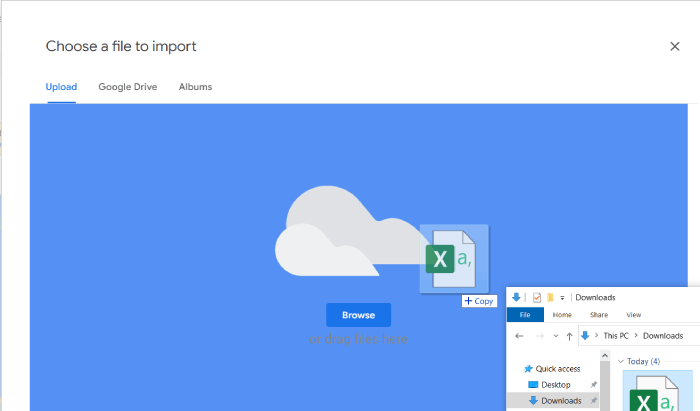 Choose a file to import
Upload Google Drive Albums
X a,
+ Copy
Browse
or drag files here
Downloads
File Home Share View
This PC > Downloads
Quick access
Desktop
Downloads
Today (4)
X a,